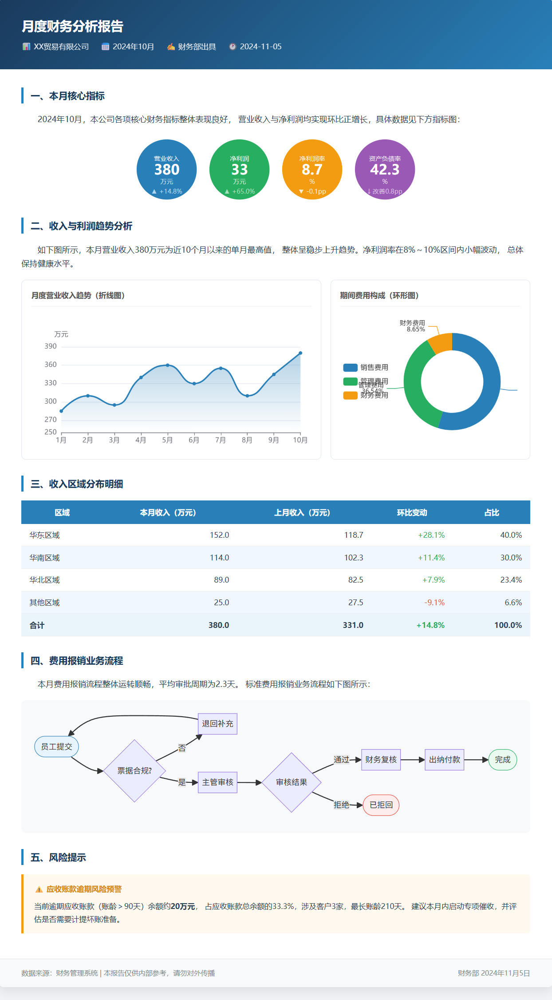 月度财务分析报告
📊 XX贸易有限公司 📅 2024年10月 ✍️ 财务部出具 🕐 2024-11-05
一、本月核心指标
2024年10月，本公司各项核心财务指标整体表现良好， 营业收入与净利润均实现环比正增长，具体数据见下方指标图：
营业收入
380
万元
▲ +14.8%
净利润
33
万元
▲ +65.0%
净利润率
8.7
%
▼ -0.1pp
资产负债率
42.3
%
↓改善0.8pp
二、收入与利润趋势分析
如下图所示，本月营业收入380万元为近10个月以来的单月最高值， 整体呈稳步上升趋势。净利润率在8%～10%区间内小幅波动， 总体
保持健康水平。
月度营业收入趋势（折线图）
万元
390
360
330
300
270
250
1月 2月 3月 4月 5月 6月 7月 8月 9月 10月
期间费用构成（环形图）
财务费用
8.65%
销售费用
管理费用
管理费用
36.54%
财务费用
三、收入区域分布明细
区域 本月收入（万元） 上月收入（万元） 环比变动 占比
华东区域 152.0 118.7 +28.1% 40.0%
华南区域 114.0 102.3 +11.4% 30.0%
华北区域 89.0 82.5 +7.9% 23.4%
其他区域 25.0 27.5 -9.1% 6.6%
合计 380.0 331.0 +14.8% 100.0%
四、费用报销业务流程
本月费用报销流程整体运转顺畅，平均审批周期为2.3天。 标准费用报销业务流程如下图所示：
退回补充
员工提交
否
票据合规?
是
主管审核
审核结果
通过
财务复核
出纳付款
完成
拒绝
已拒回
五、风险提示
⚠️ 应收账款逾期风险预警
当前逾期应收账款（账龄＞90天）余额约20万元， 占应收账款总余额的33.3%，涉及客户3家，最长账龄210天。 建议本月内启动专项催收，并评
估是否需要计提坏账准备。
数据来源：财务管理系统 | 本报告仅供内部参考，请勿对外传播
财务部 2024年11月5日